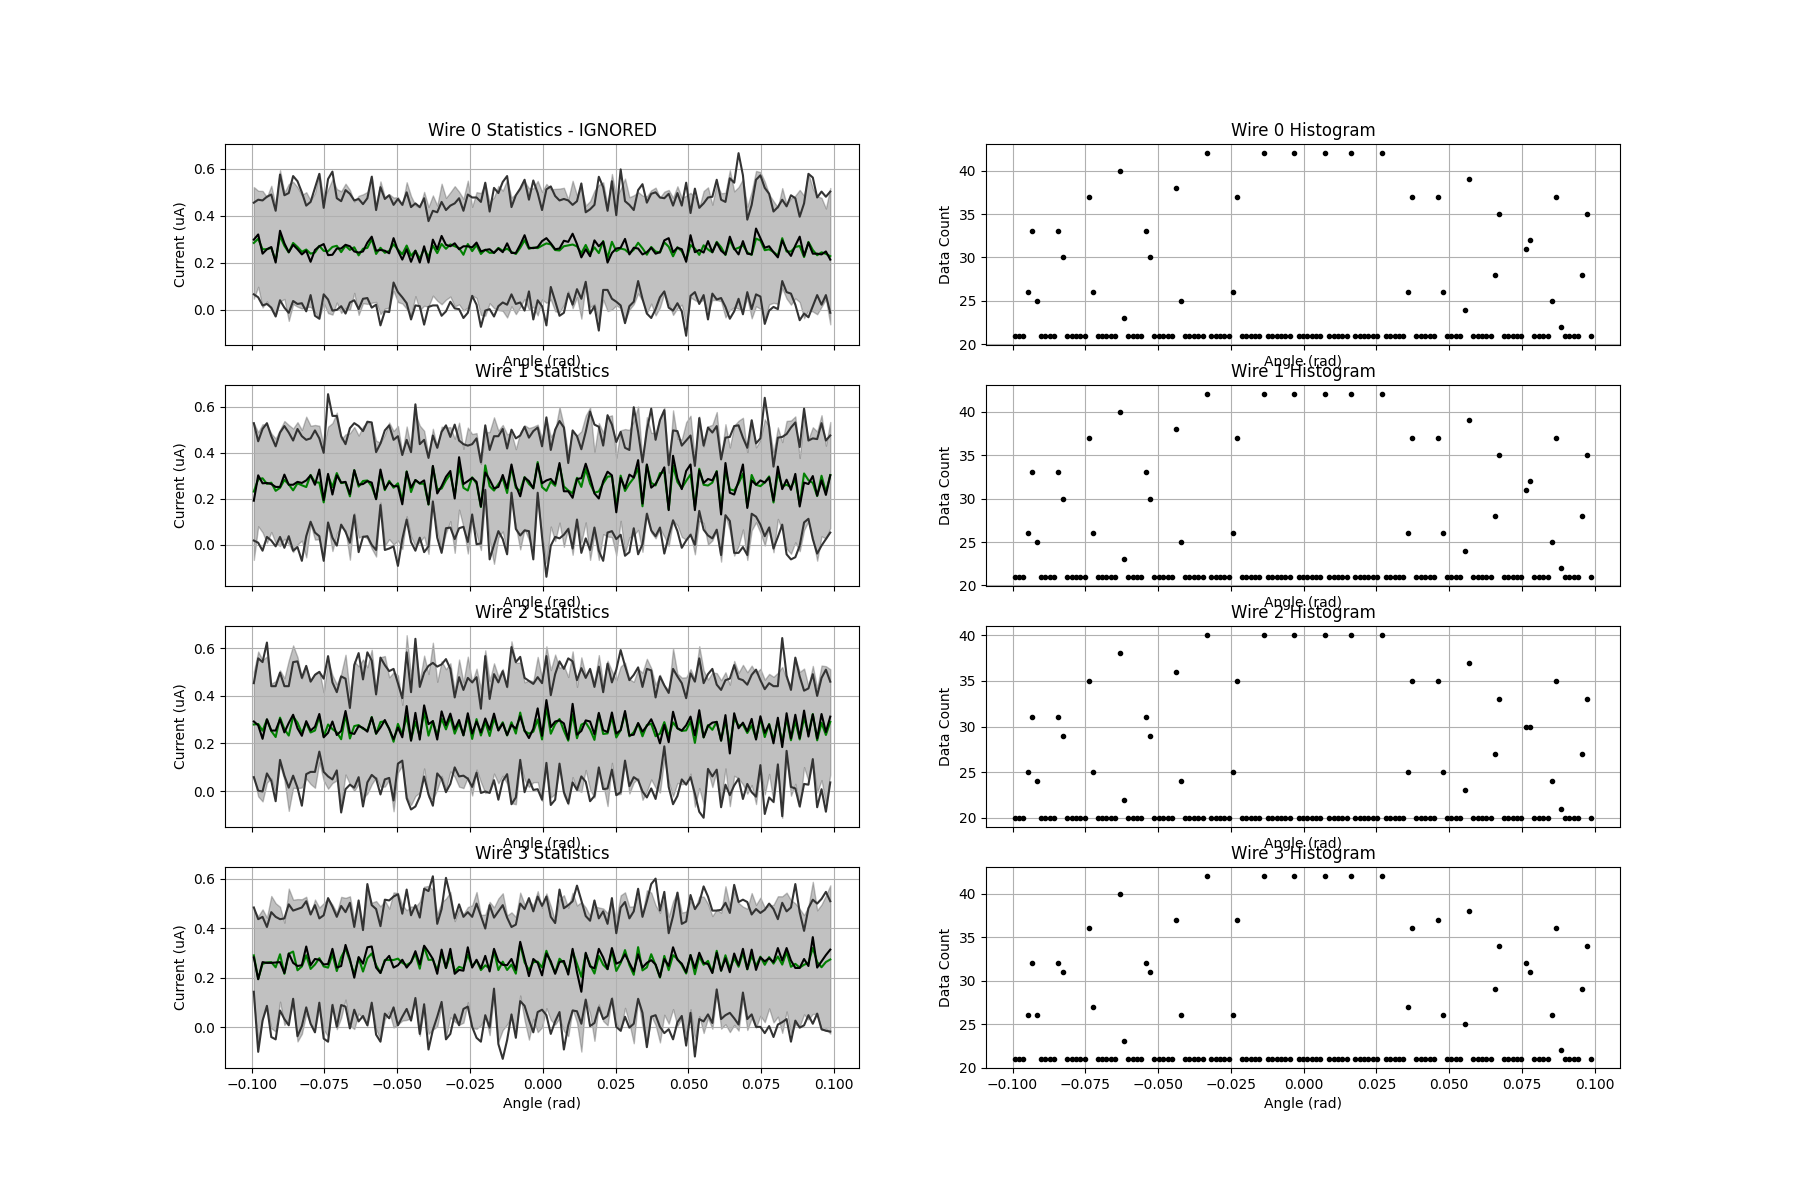 Wire 0 Statistics - IGNORED
Current (uA)
0.6
0.4
0.2
0.0
Angle (rad)
Wire 0 Histogram
Data Count
40
35
30
25
20
Angle (rad)
Wire 1 Statistics
Current (uA)
0.6
0.4
0.2
0.0
Angle (rad)
Wire 1 Histogram
Data Count
40
35
30
25
20
Angle (rad)
Wire 2 Statistics
Current (uA)
0.6
0.4
0.2
0.0
Angle (rad)
Wire 2 Histogram
Data Count
40
35
30
25
20
Angle (rad)
Wire 3 Statistics
Current (uA)
0.6
0.4
0.2
0.0
−0.100 −0.075 −0.050 −0.025 0.000 0.025 0.050 0.075 0.100
Angle (rad)
Wire 3 Histogram
Data Count
40
35
30
25
20
−0.100 −0.075 −0.050 −0.025 0.000 0.025 0.050 0.075 0.100
Angle (rad)